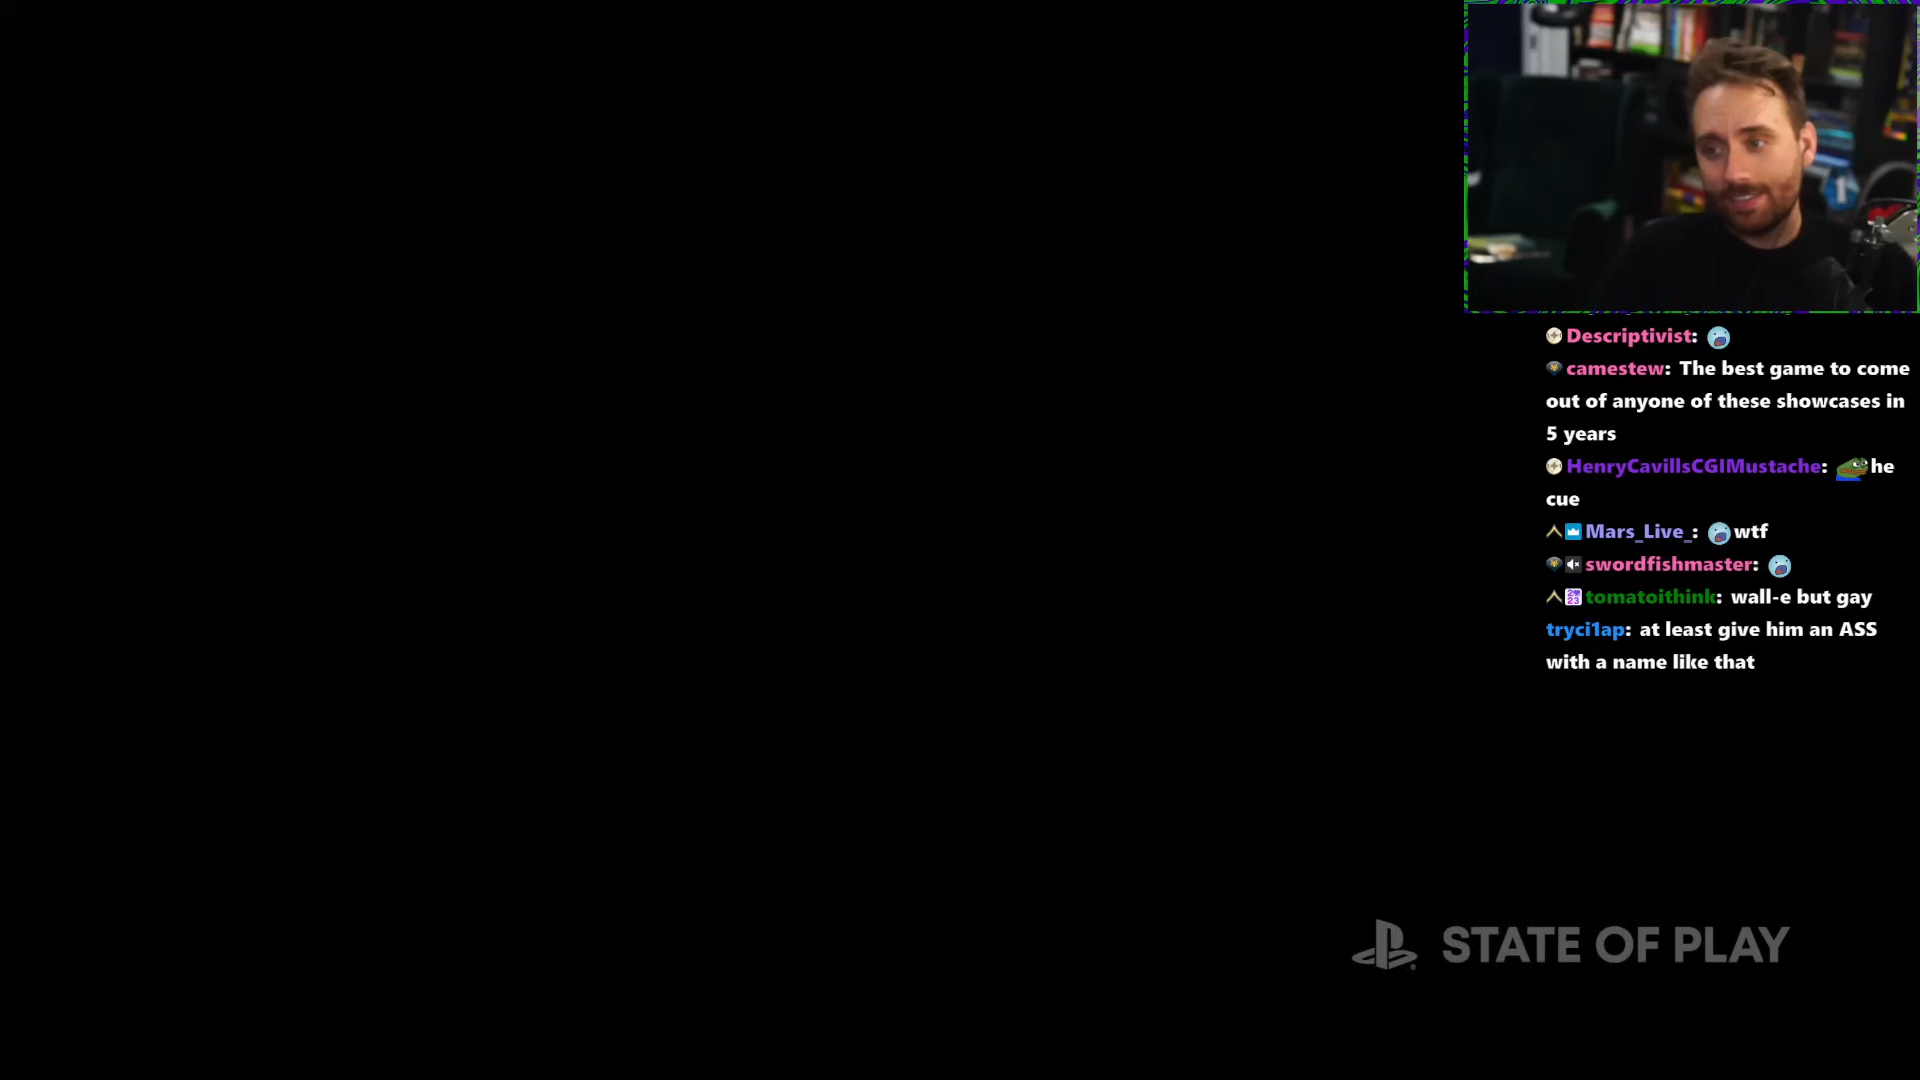 Descriptivist:
camestew: The best game to come
out of anyone of these showcases in
5 years
HenryCavillsCGIMustache: he
cue
Mars_Live_: wtf
swordfishmaster:
tomatoithink: wall-e but gay
tryci1ap: at least give him an ASS
with a name like that
STATE OF PLAY